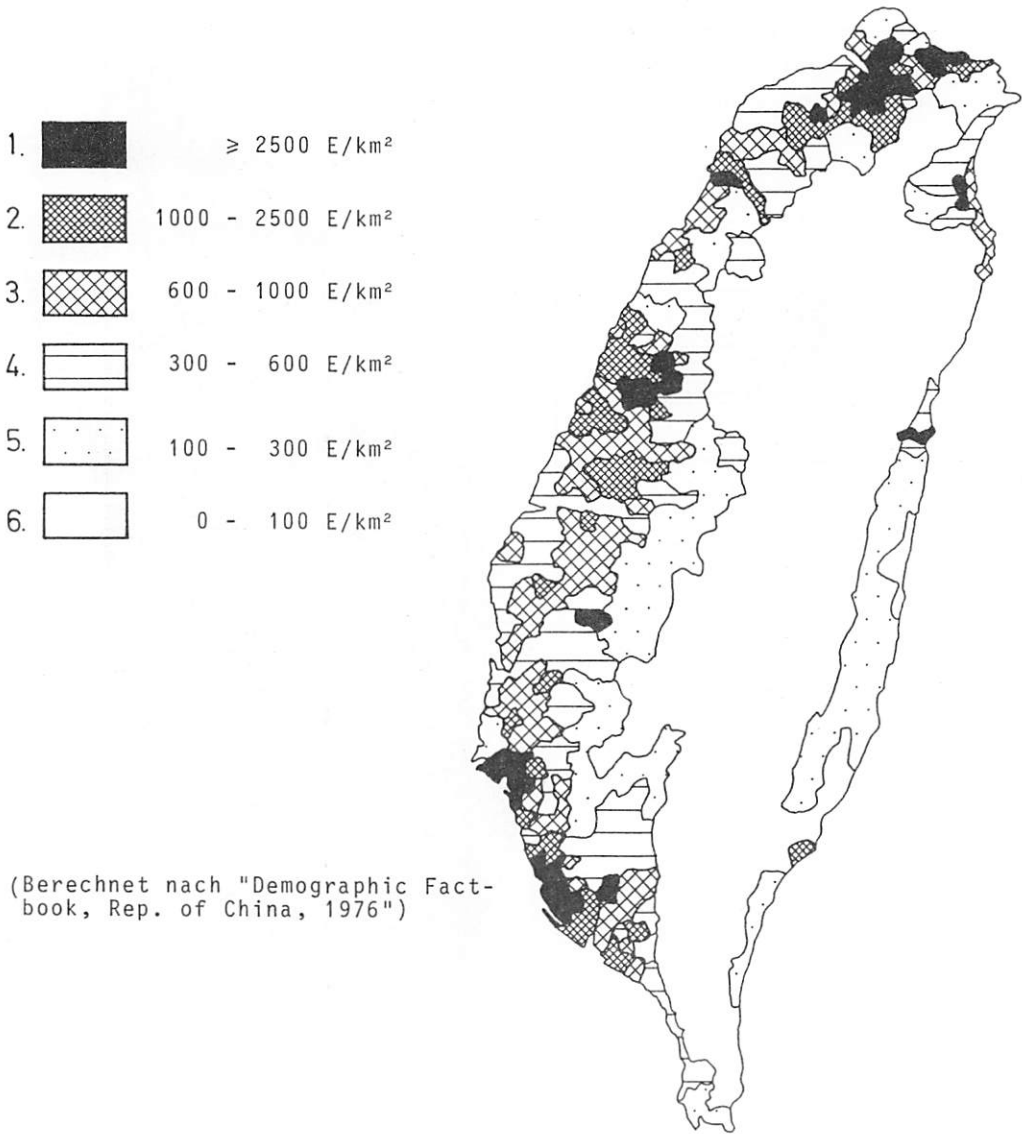 1. ≥ 2500 E/km²
2. 1000 - 2500 E/km²
3. 600 - 1000 E/km²
4. 300 - 600 E/km²
5. 100 - 300 E/km²
6. 0 - 100 E/km²
(Berechnet nach "Demographic Fact-
book, Rep. of China, 1976")